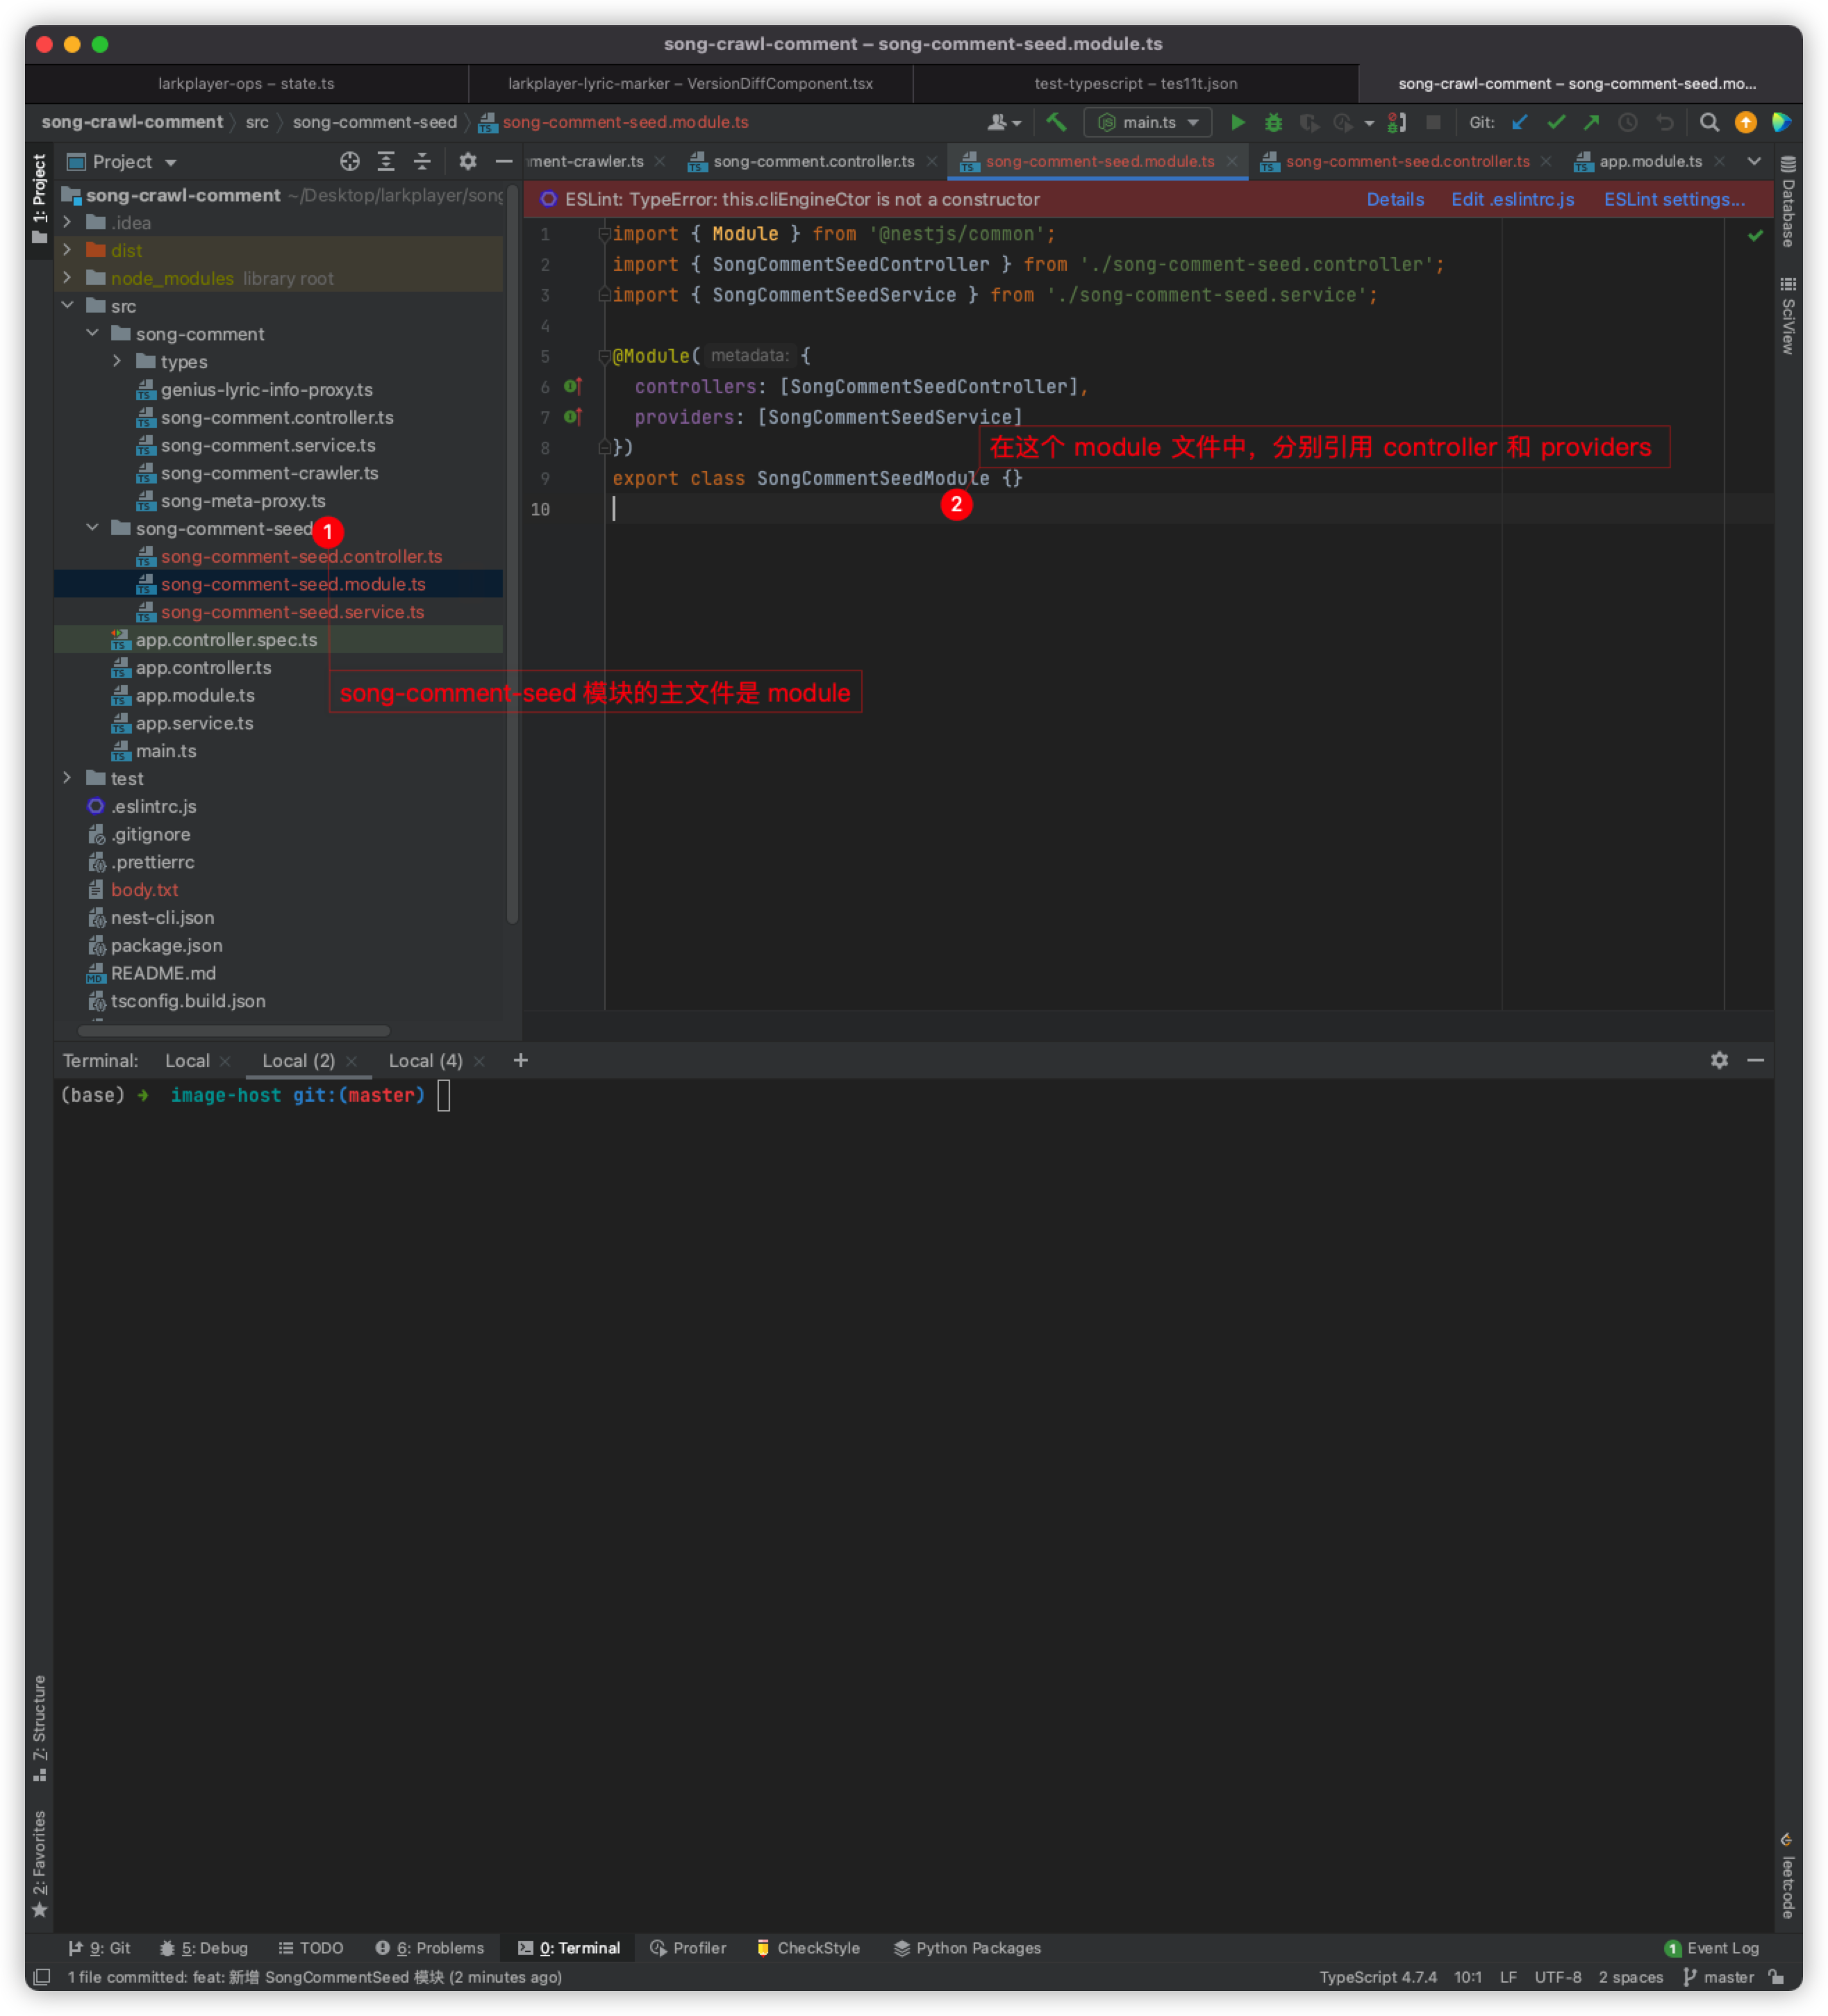 song-crawl-comment – song-comment-seed.module.ts
larkplayer-ops – state.ts
larkplayer-lyric-marker – VersionDiffComponent.tsx
test-typescript – tes11t.json
song-crawl-comment – song-comment-seed.mo...
song-crawl-comment
src
song-comment-seed
song-comment-seed.module.ts
main.ts
Git:
1: Project
Project
ment-crawler.ts
song-comment.controller.ts
song-comment-seed.module.ts
song-comment-seed.controller.ts
app.module.ts
song-crawl-comment ~/Desktop/larkplayer/song
.idea
dist
node_modules library root
src
song-comment
types
genius-lyric-info-proxy.ts
song-comment.controller.ts
song-comment.service.ts
song-comment-crawler.ts
song-meta-proxy.ts
song-comment-seed
1
song-comment-seed.controller.ts
song-comment-seed.module.ts
song-comment-seed.service.ts
app.controller.spec.ts
app.controller.ts
app.module.ts
app.service.ts
main.ts
test
.eslintrc.js
.gitignore
.prettierrc
body.txt
nest-cli.json
package.json
README.md
tsconfig.build.json
song-comment-seed 模块的主文件是 module
ESLint: TypeError: this.cliEngineCtor is not a constructor
Details
Edit .eslintrc.js
ESLint settings...
1 import { Module } from '@nestjs/common';
2 import { SongCommentSeedController } from './song-comment-seed.controller';
3 import { SongCommentSeedService } from './song-comment-seed.service';
4
5 @Module( metadata: {
6 controllers: [SongCommentSeedController],
7 providers: [SongCommentSeedService]
8 })
9 export class SongCommentSeedModule {}
10
在这个 module 文件中，分别引用 controller 和 providers
2
Database
SciView
Terminal:
Local
Local (2)
Local (4)
(base) ➜ image-host git:(master)
7: Structure
2: Favorites
leetcode
9: Git
5: Debug
TODO
6: Problems
0: Terminal
Profiler
CheckStyle
Python Packages
1 Event Log
1 file committed: feat: 新增 SongCommentSeed 模块 (2 minutes ago)
TypeScript 4.7.4
10:1
LF
UTF-8
2 spaces
master